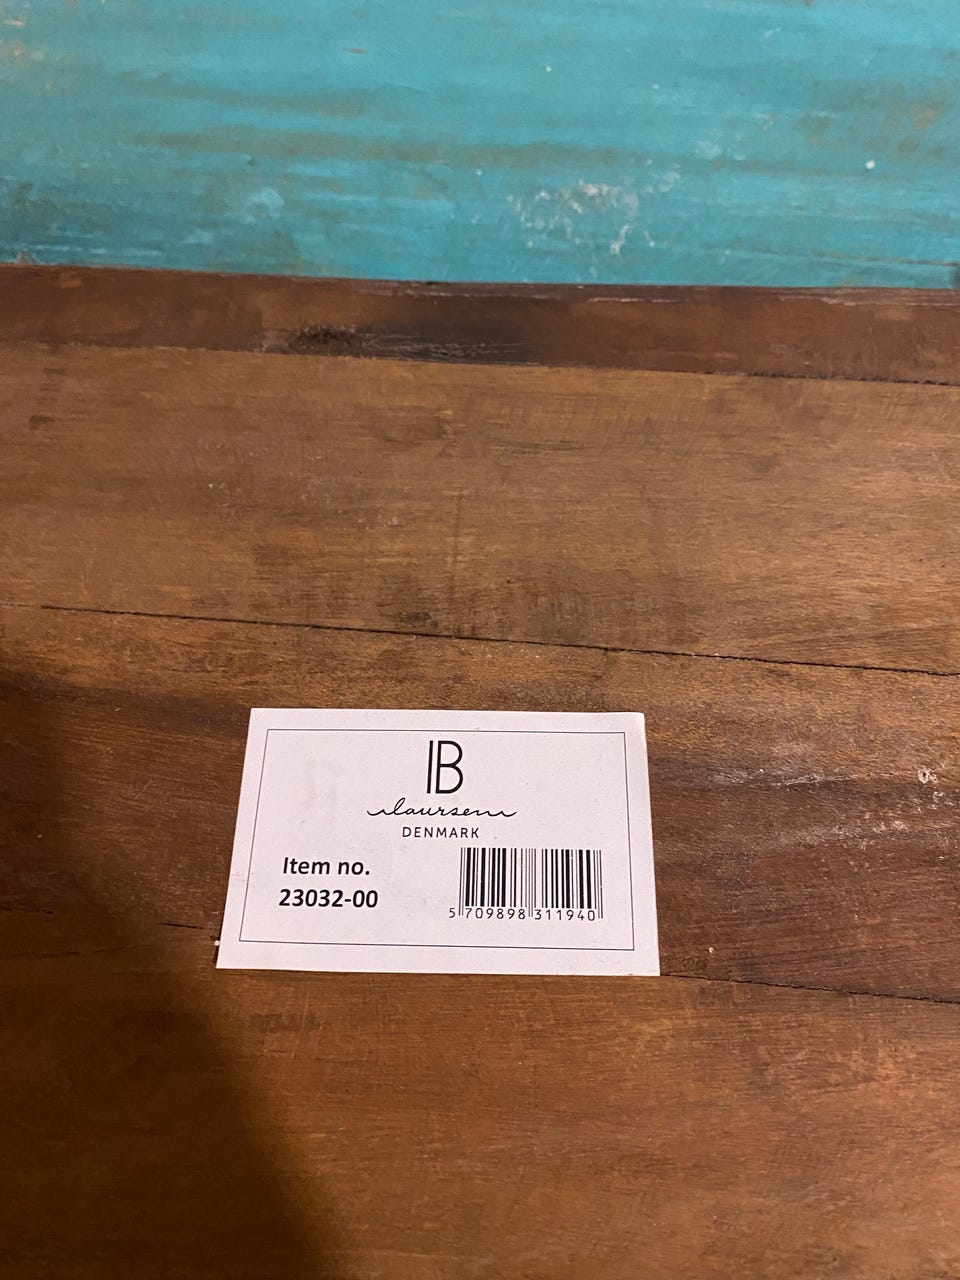 IB
laursen
DENMARK
Item no.
23032-00
5 709898 311940